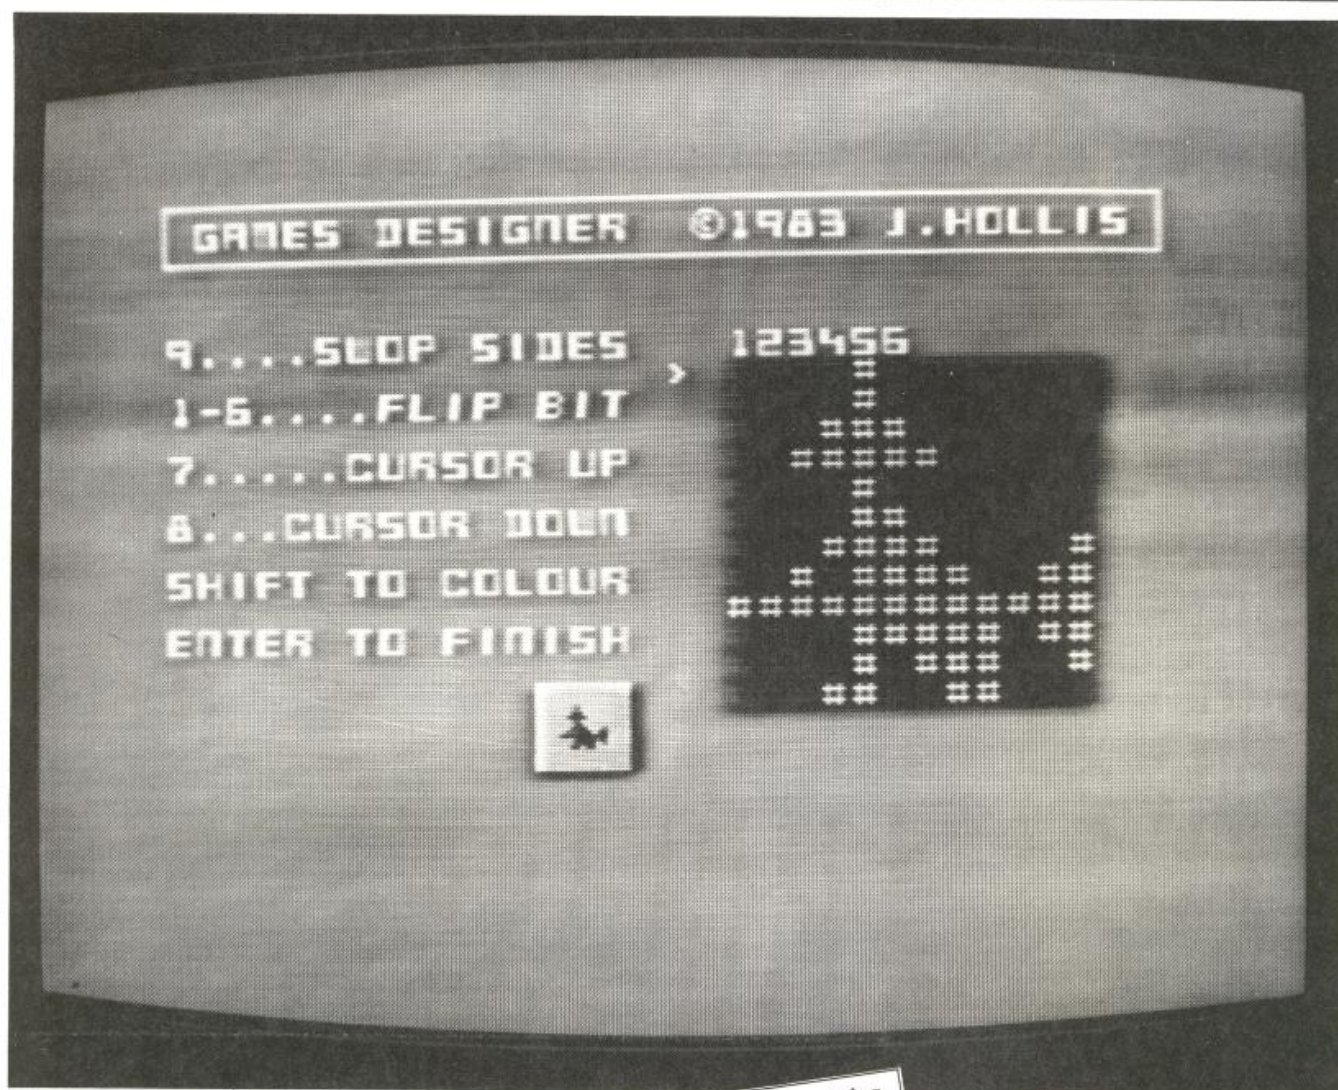 GAMES DESIGNER ©1983 J.HOLLIS
9....SWOP SIDES
1-6....FLIP BIT
7.....CURSOR UP
8...CURSOR DOWN
SHIFT TO COLOUR
ENTER TO FINISH
>
123456